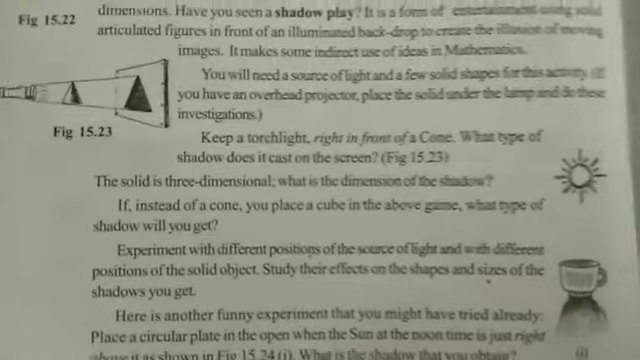 dimensions. Have you seen a shadow play? It is a form of entertainment using solid
Fig 15.22
articulated figures in front of an illuminated back-drop to create the illusion of moving
images. It makes some indirect use of ideas in Mathematics.
You will need a source of light and a few solid shapes for this activity. (If
you have an overhead projector, place the solid under the lamp and do these
investigations.)
Fig 15.23
Keep a torchlight, right in front of a Cone. What type of
shadow does it cast on the screen? (Fig 15.23)
The solid is three-dimensional; what is the dimension of the shadow?
If, instead of a cone, you place a cube in the above game, what type of
shadow will you get?
Experiment with different positions of the source of light and with different
positions of the solid object. Study their effects on the shapes and sizes of the
shadows you get.
Here is another funny experiment that you might have tried already:
Place a circular plate in the open when the Sun at the noon time is just right
above it as shown in Fig 15.24 (i). What is the shadow that you obtain
(i)